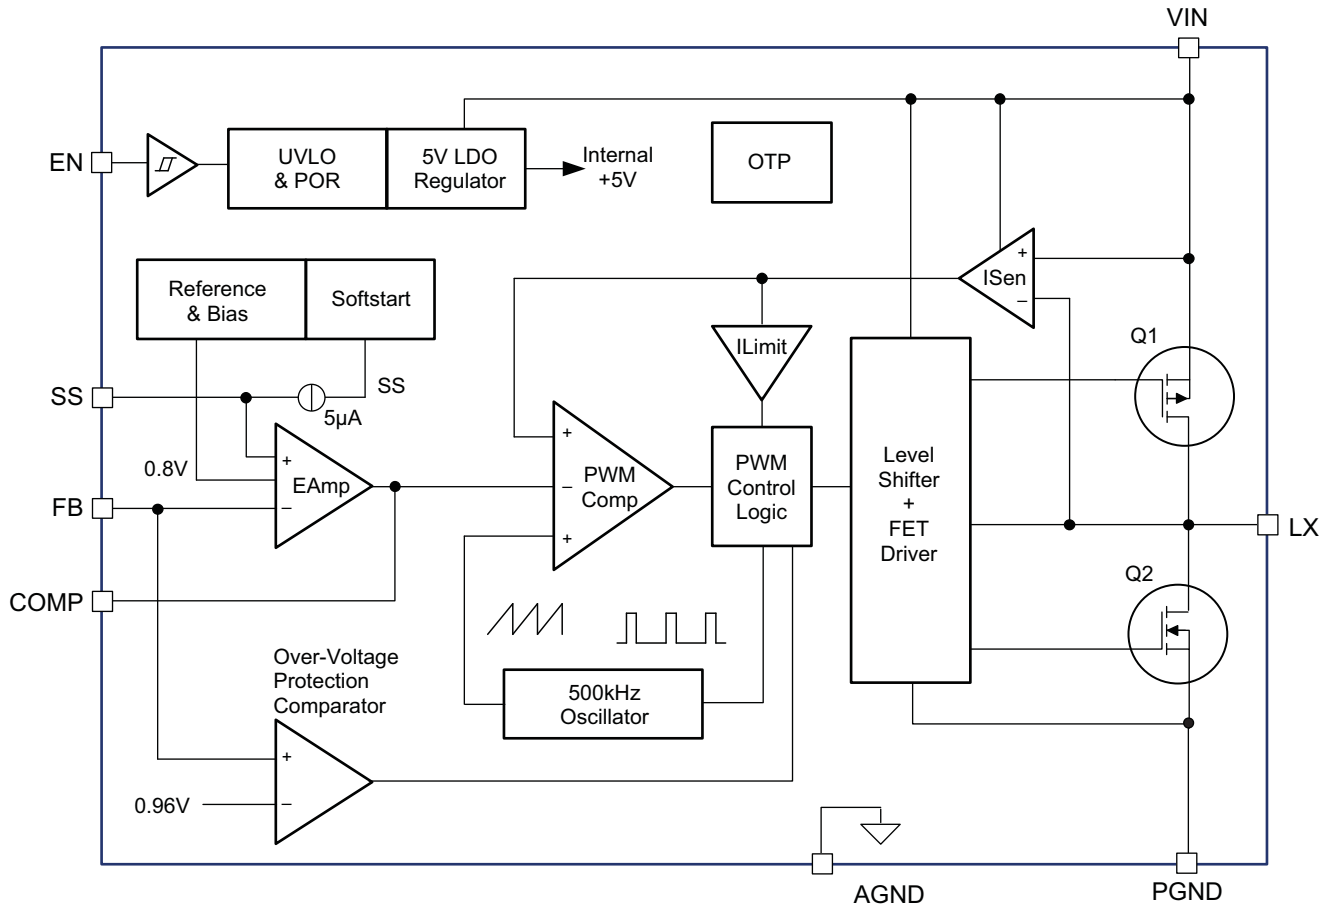 VIN
EN
UVLO
& POR
5V LDO
Regulator
Internal
+5V
OTP
Reference
& Bias
Softstart
+
ISen
−
ILimit
Q1
SS
SS
5µA
0.8V
+
EAmp
−
FB
+
−
PWM
Comp
+
PWM
Control
Logic
Level
Shifter
+
FET
Driver
LX
Q2
COMP
Over-Voltage
Protection
Comparator
500kHz
Oscillator
+
0.96V
−
AGND
PGND